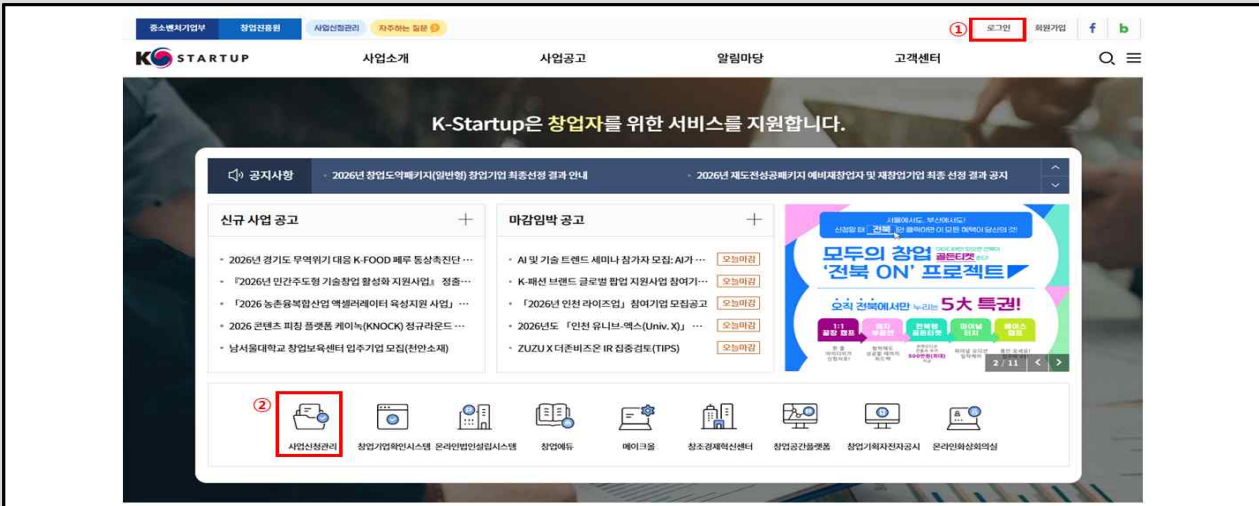 중소벤처기업부 창업진흥원 사업신청관리 자주하는 질문 ① 로그인 회원가입 f b
K STARTUP 사업소개 사업공고 알림마당 고객센터
K-Startup은 창업자를 위한 서비스를 지원합니다.
공지사항 · 2026년 창업도약패키지(일반형) 창업기업 최종선정 결과 안내 · 2026년 재도전성공패키지 예비재창업자 및 재창업기업 최종 선정 결과 공지
신규 사업 공고
· 2026년 경기도 무역위기 대응 K-FOOD 페루 통상촉진단 …
· 『2026년 민간주도형 기술창업 활성화 지원사업』 정출…
· 「2026 농촌융복합산업 액셀러레이터 육성지원 사업」 …
· 2026 콘텐츠 피칭 플랫폼 케이녹(KNOCK) 정규라운드 …
· 남서울대학교 창업보육센터 입주기업 모집(천안소재)
마감임박 공고
· AI 및 기술 트렌드 세미나 참가자 모집: AI가 … 오늘마감
· K-패션 브랜드 글로벌 팝업 지원사업 참여기… 오늘마감
· 「2026년 인천 라이즈업」 참여기업 모집공고 오늘마감
· 2026년도 「인천 유니브-엑스(Univ. X)」 … 오늘마감
· ZUZU X 더존비즈온 IR 집중검토(TIPS) 오늘마감
서울에서도, 부산에서도!
신청할 때 전북
모두의 창업 골든티켓
'전북 ON' 프로젝트
오직 전북에서만 누리는 5大 특권!
1:1
끝장 캠프
500만원(최대)
2 / 11 < >
②
사업신청관리 창업기업확인시스템 온라인법인설립시스템 창업에듀 메이크올 창조경제혁신센터 창업공간플랫폼 창업기획자전자공시 온라인화상회의실